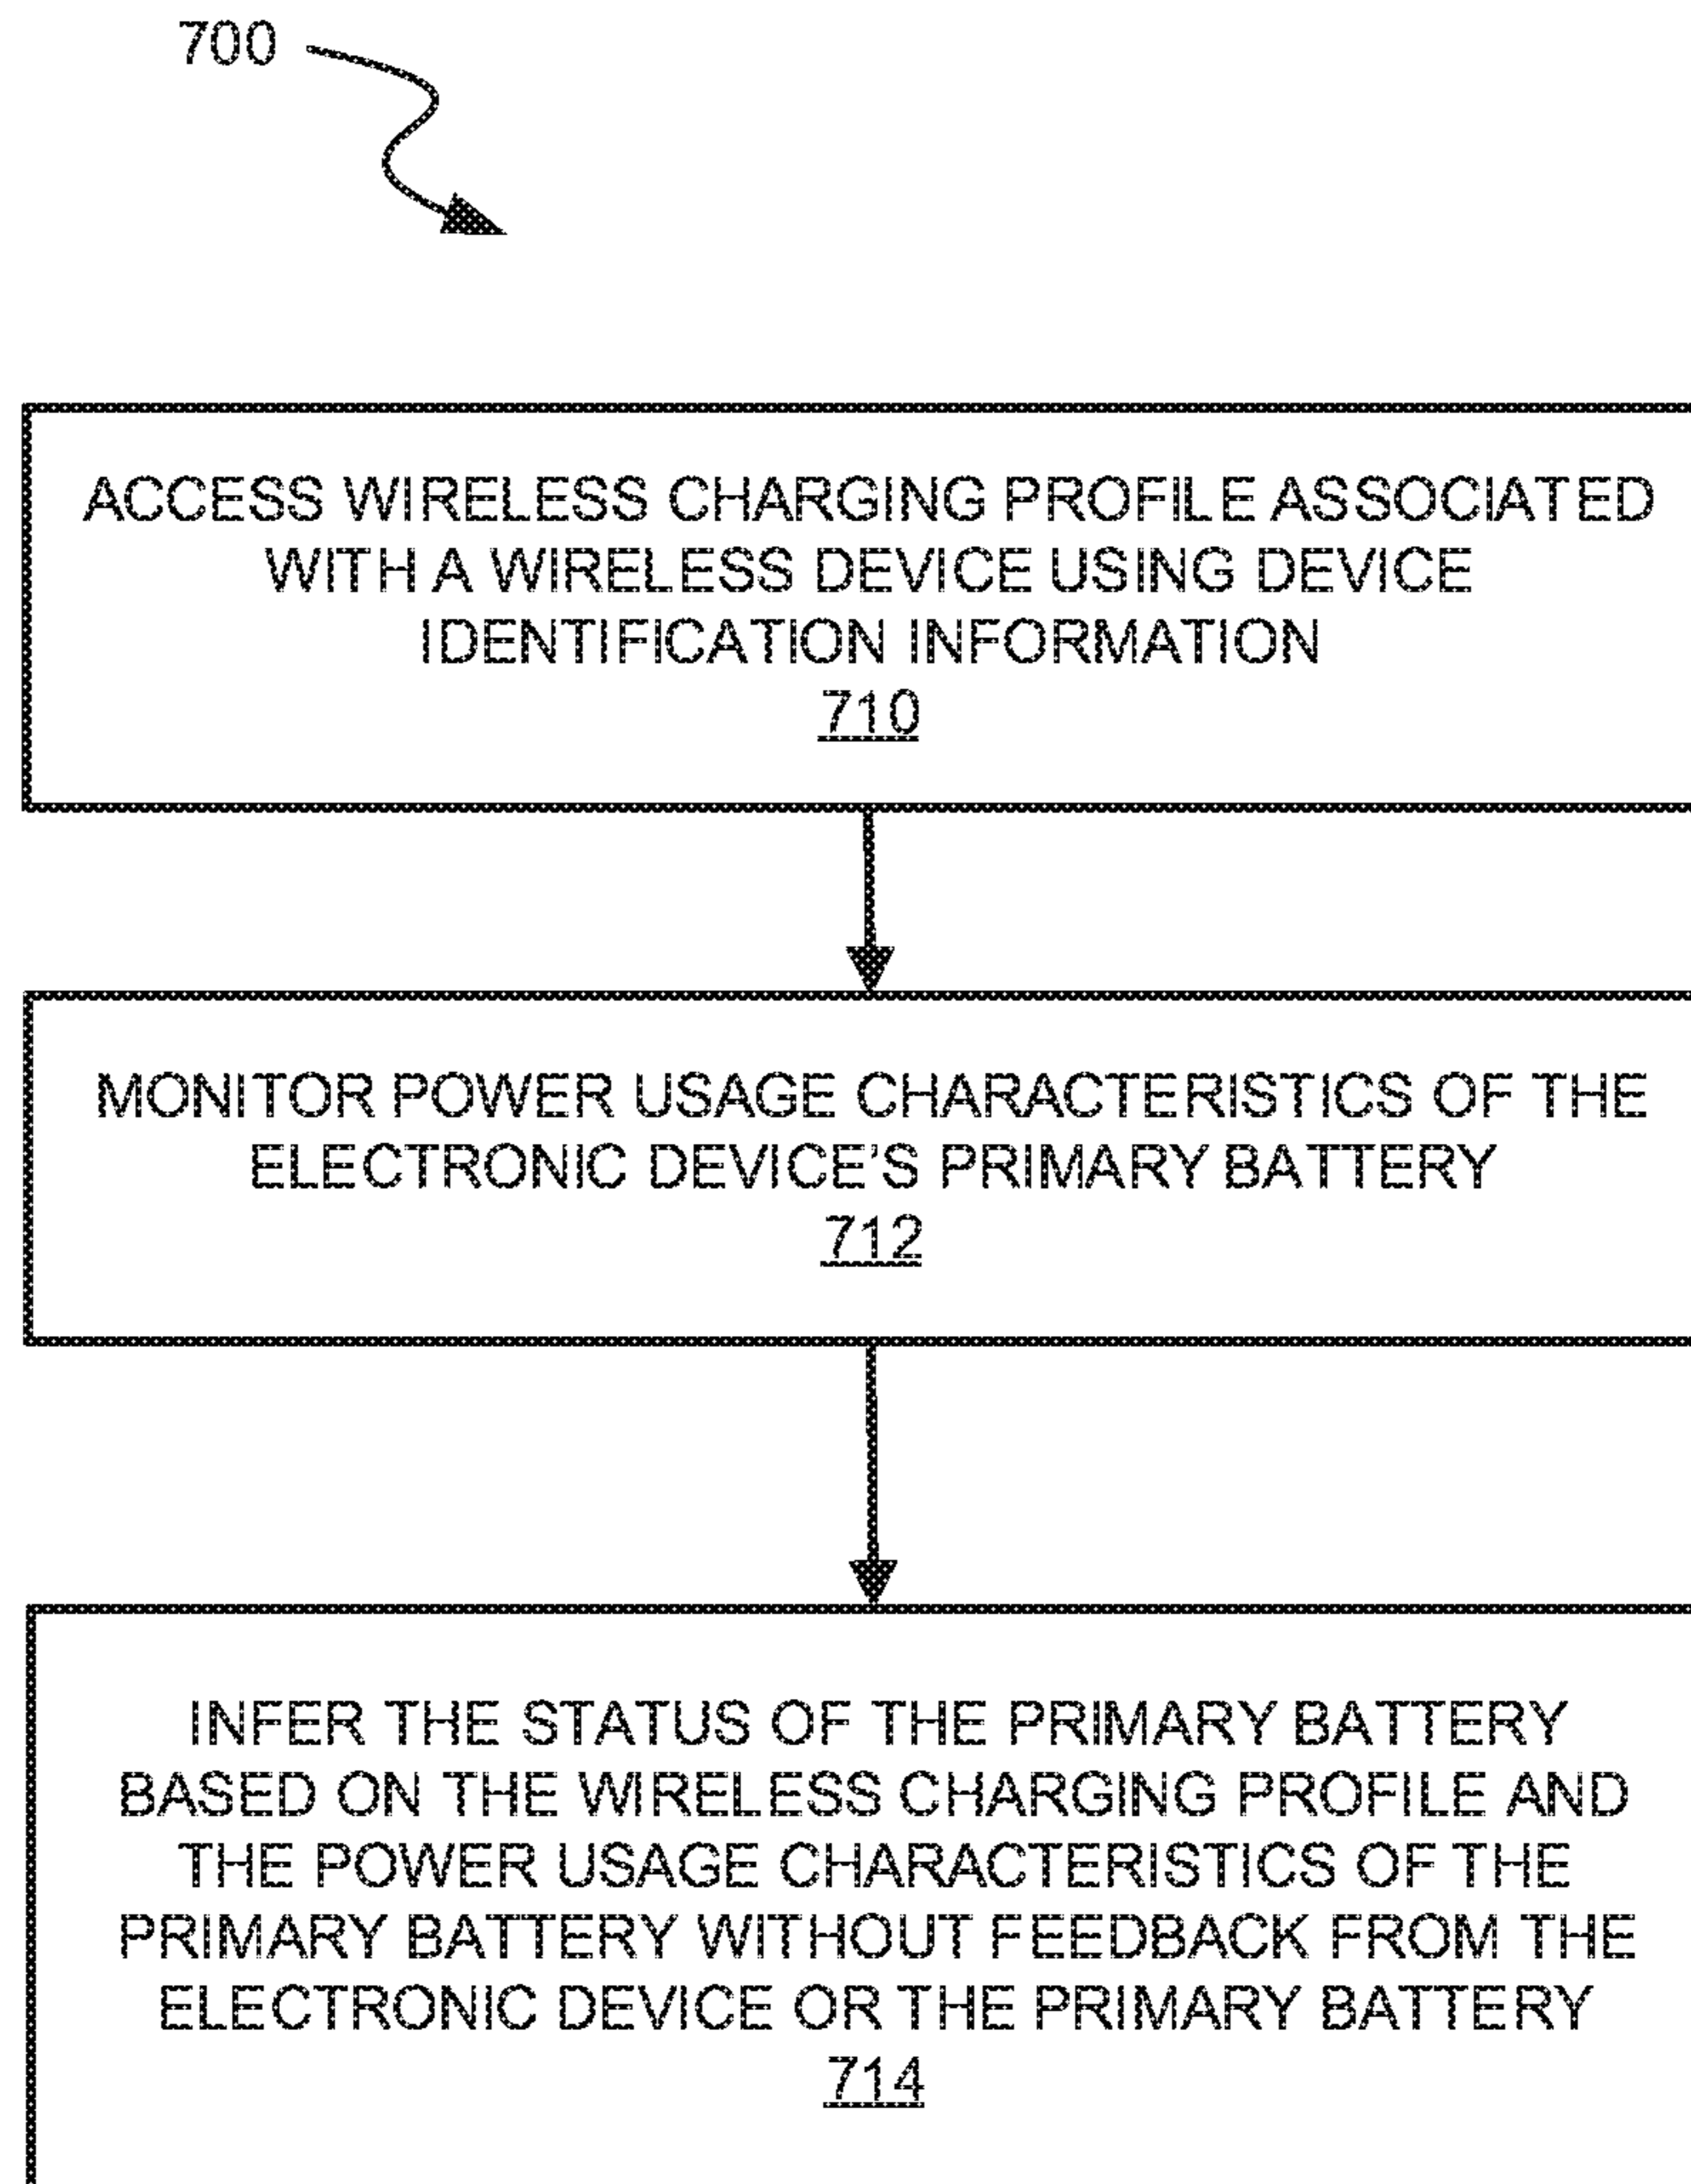 700
ACCESS WIRELESS CHARGING PROFILE ASSOCIATED
WITH A WIRELESS DEVICE USING DEVICE
IDENTIFICATION INFORMATION
710
MONITOR POWER USAGE CHARACTERISTICS OF THE
ELECTRONIC DEVICE'S PRIMARY BATTERY
712
INFER THE STATUS OF THE PRIMARY BATTERY
BASED ON THE WIRELESS CHARGING PROFILE AND
THE POWER USAGE CHARACTERISTICS OF THE
PRIMARY BATTERY WITHOUT FEEDBACK FROM THE
ELECTRONIC DEVICE OR THE PRIMARY BATTERY
714